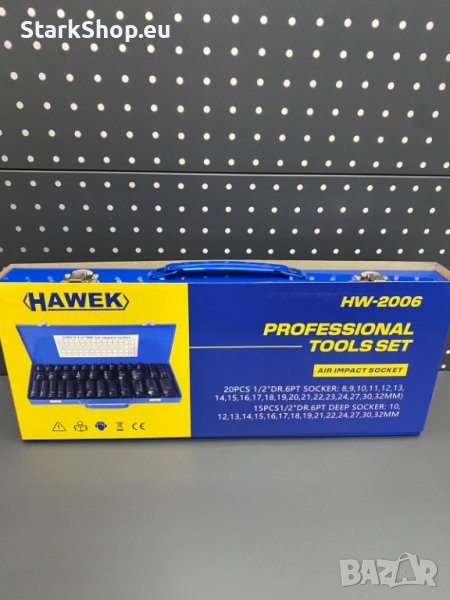 StarkShop.eu
HAWEK
HW-2006
PROFESSIONAL
TOOLS SET
AIR IMPACT SOCKET
20PCS 1/2"DR.6PT SOCKER: 8,9,10,11,12,13,
14,15,16,17,18,19,20,21,22,23,24,27,30,32MM)
15PCS1/2"DR.6PT DEEP SOCKER: 10,
12,13,14,15,16,17,18,19,21,22,24,27,30,32MM
CE
BAZAR